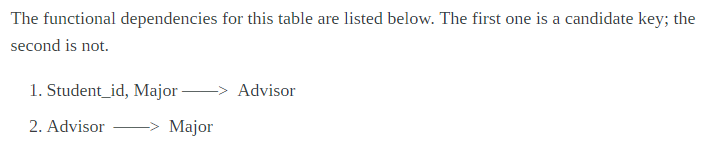 The functional dependencies for this table are listed below. The first one is a candidate key; the
second is not.
1. Student_id, Major ——> Advisor
2. Advisor ——> Major